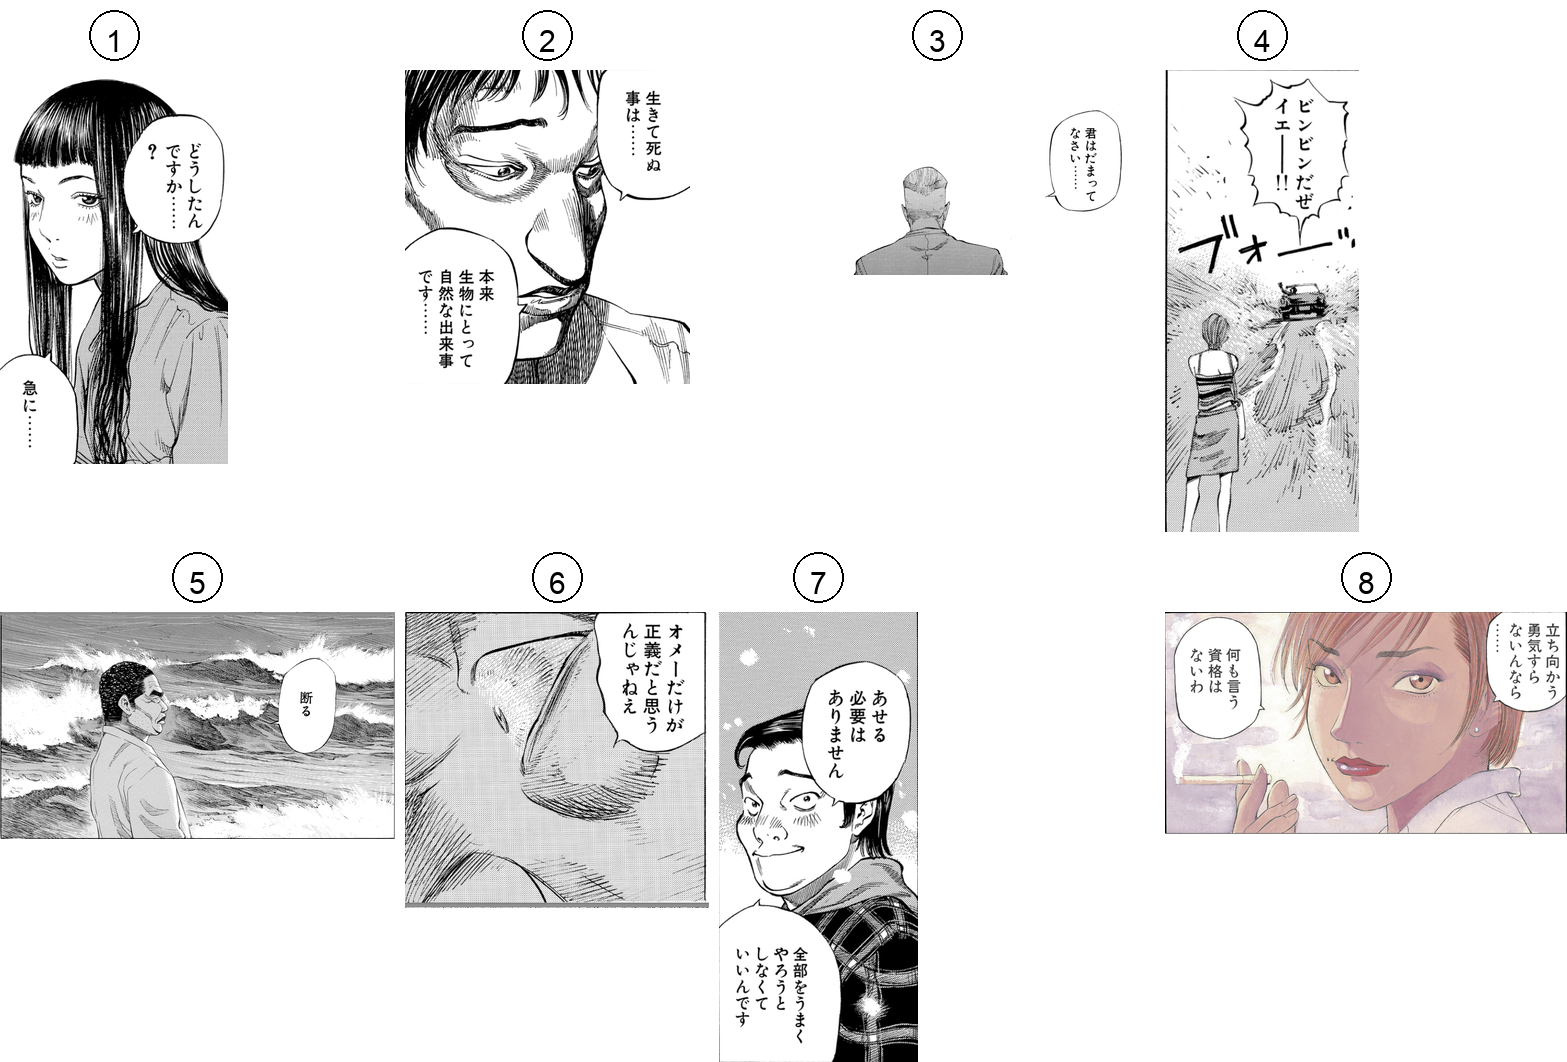 1
どうしたん
ですか……
?
急に……
2
生きて死ぬ
事は……
本来
生物にとって
自然な出来事
です……
3
君はだまって
なさい……
4
ビンビンだぜ
イエ――!!
ブォ――
5
断る
6
オメーだけが
正義だと思う
んじゃねえ
7
あせる
必要は
ありません
全部をうまく
やろうと
しなくて
いいんです
8
立ち向かう
勇気すら
ないんなら
……
何も言う
資格は
ないわ